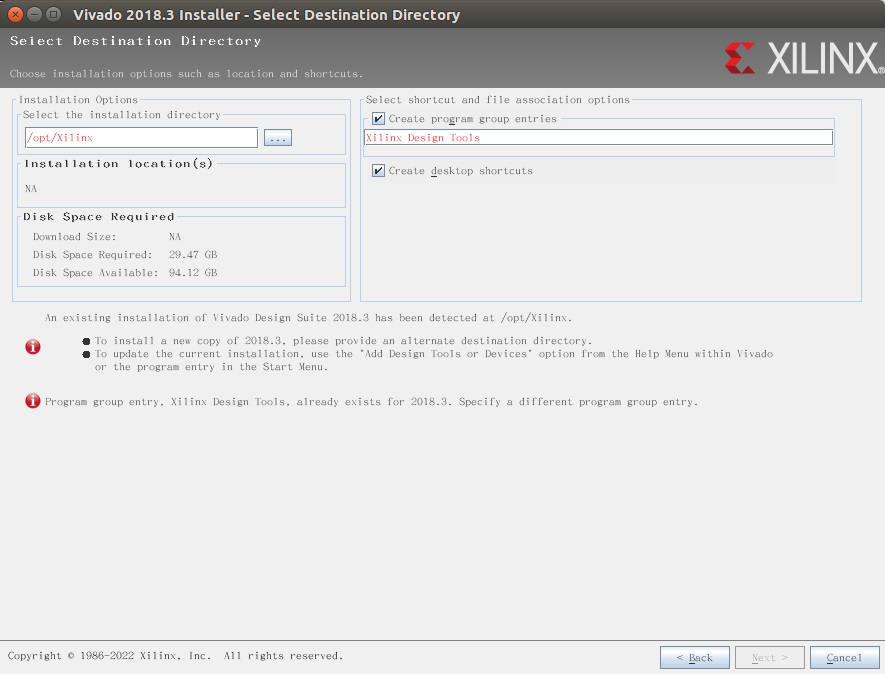 Vivado 2018.3 Installer - Select Destination Directory
Select Destination Directory
Choose installation options such as location and shortcuts.
XILINX®
Installation Options
Select the installation directory
/opt/Xilinx
...
Installation location(s)
NA
Disk Space Required
Download Size: NA
Disk Space Required: 29.47 GB
Disk Space Available: 94.12 GB
Select shortcut and file association options
Create program group entries
Xilinx Design Tools
Create desktop shortcuts
An existing installation of Vivado Design Suite 2018.3 has been detected at /opt/Xilinx.
● To install a new copy of 2018.3, please provide an alternate destination directory.
● To update the current installation, use the "Add Design Tools or Devices" option from the Help Menu within Vivado
or the program entry in the Start Menu.
Program group entry, Xilinx Design Tools, already exists for 2018.3. Specify a different program group entry.
Copyright © 1986-2022 Xilinx, Inc. All rights reserved.
< Back
Next >
Cancel